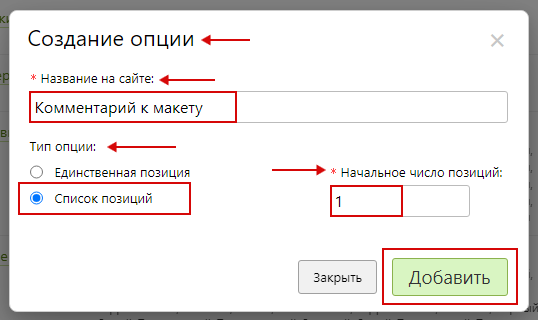 Создание опции
* Название на сайте:
Комментарий к макету
Тип опции:
Единственная позиция
* Начальное число позиций:
Список позиций
1
Закрыть
Добавить